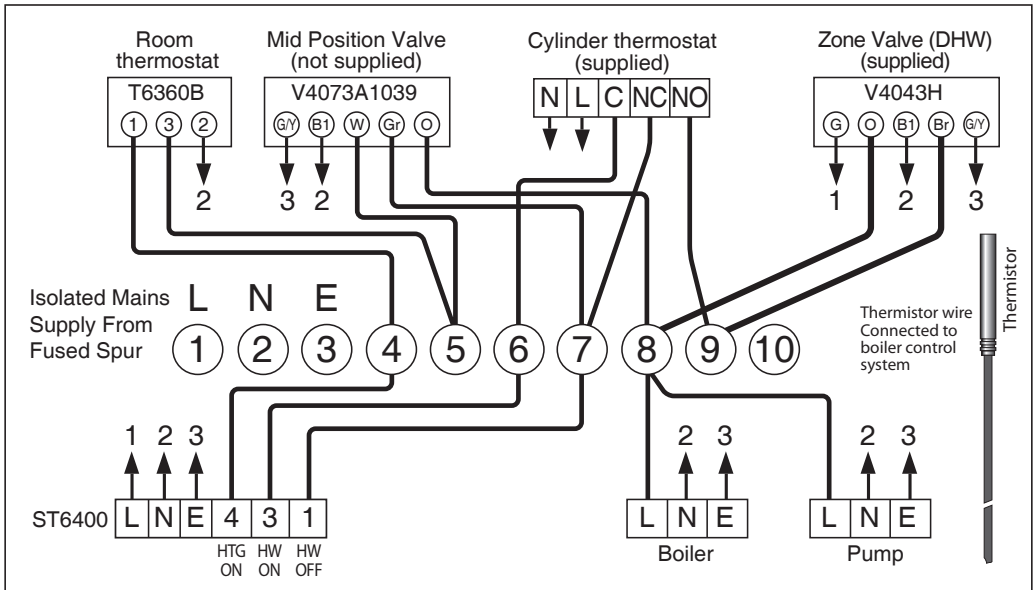 Room
thermostat
T6360B
1 3 2
2
Mid Position Valve
(not supplied)
V4073A1039
G/Y B1 W Gr O
3 2
Cylinder thermostat
(supplied)
N L C NC NO
Zone Valve (DHW)
(supplied)
V4043H
G O B1 Br G/Y
1 2 3
Isolated Mains
Supply From
Fused Spur
L N E
1 2 3 4 5 6 7 8 9 10
Thermistor wire
Connected to
boiler control
system
Thermistor
1 2 3
ST6400
L N E 4 3 1
HTG
ON
HW
ON
HW
OFF
2 3
L N E
Boiler
2 3
L N E
Pump